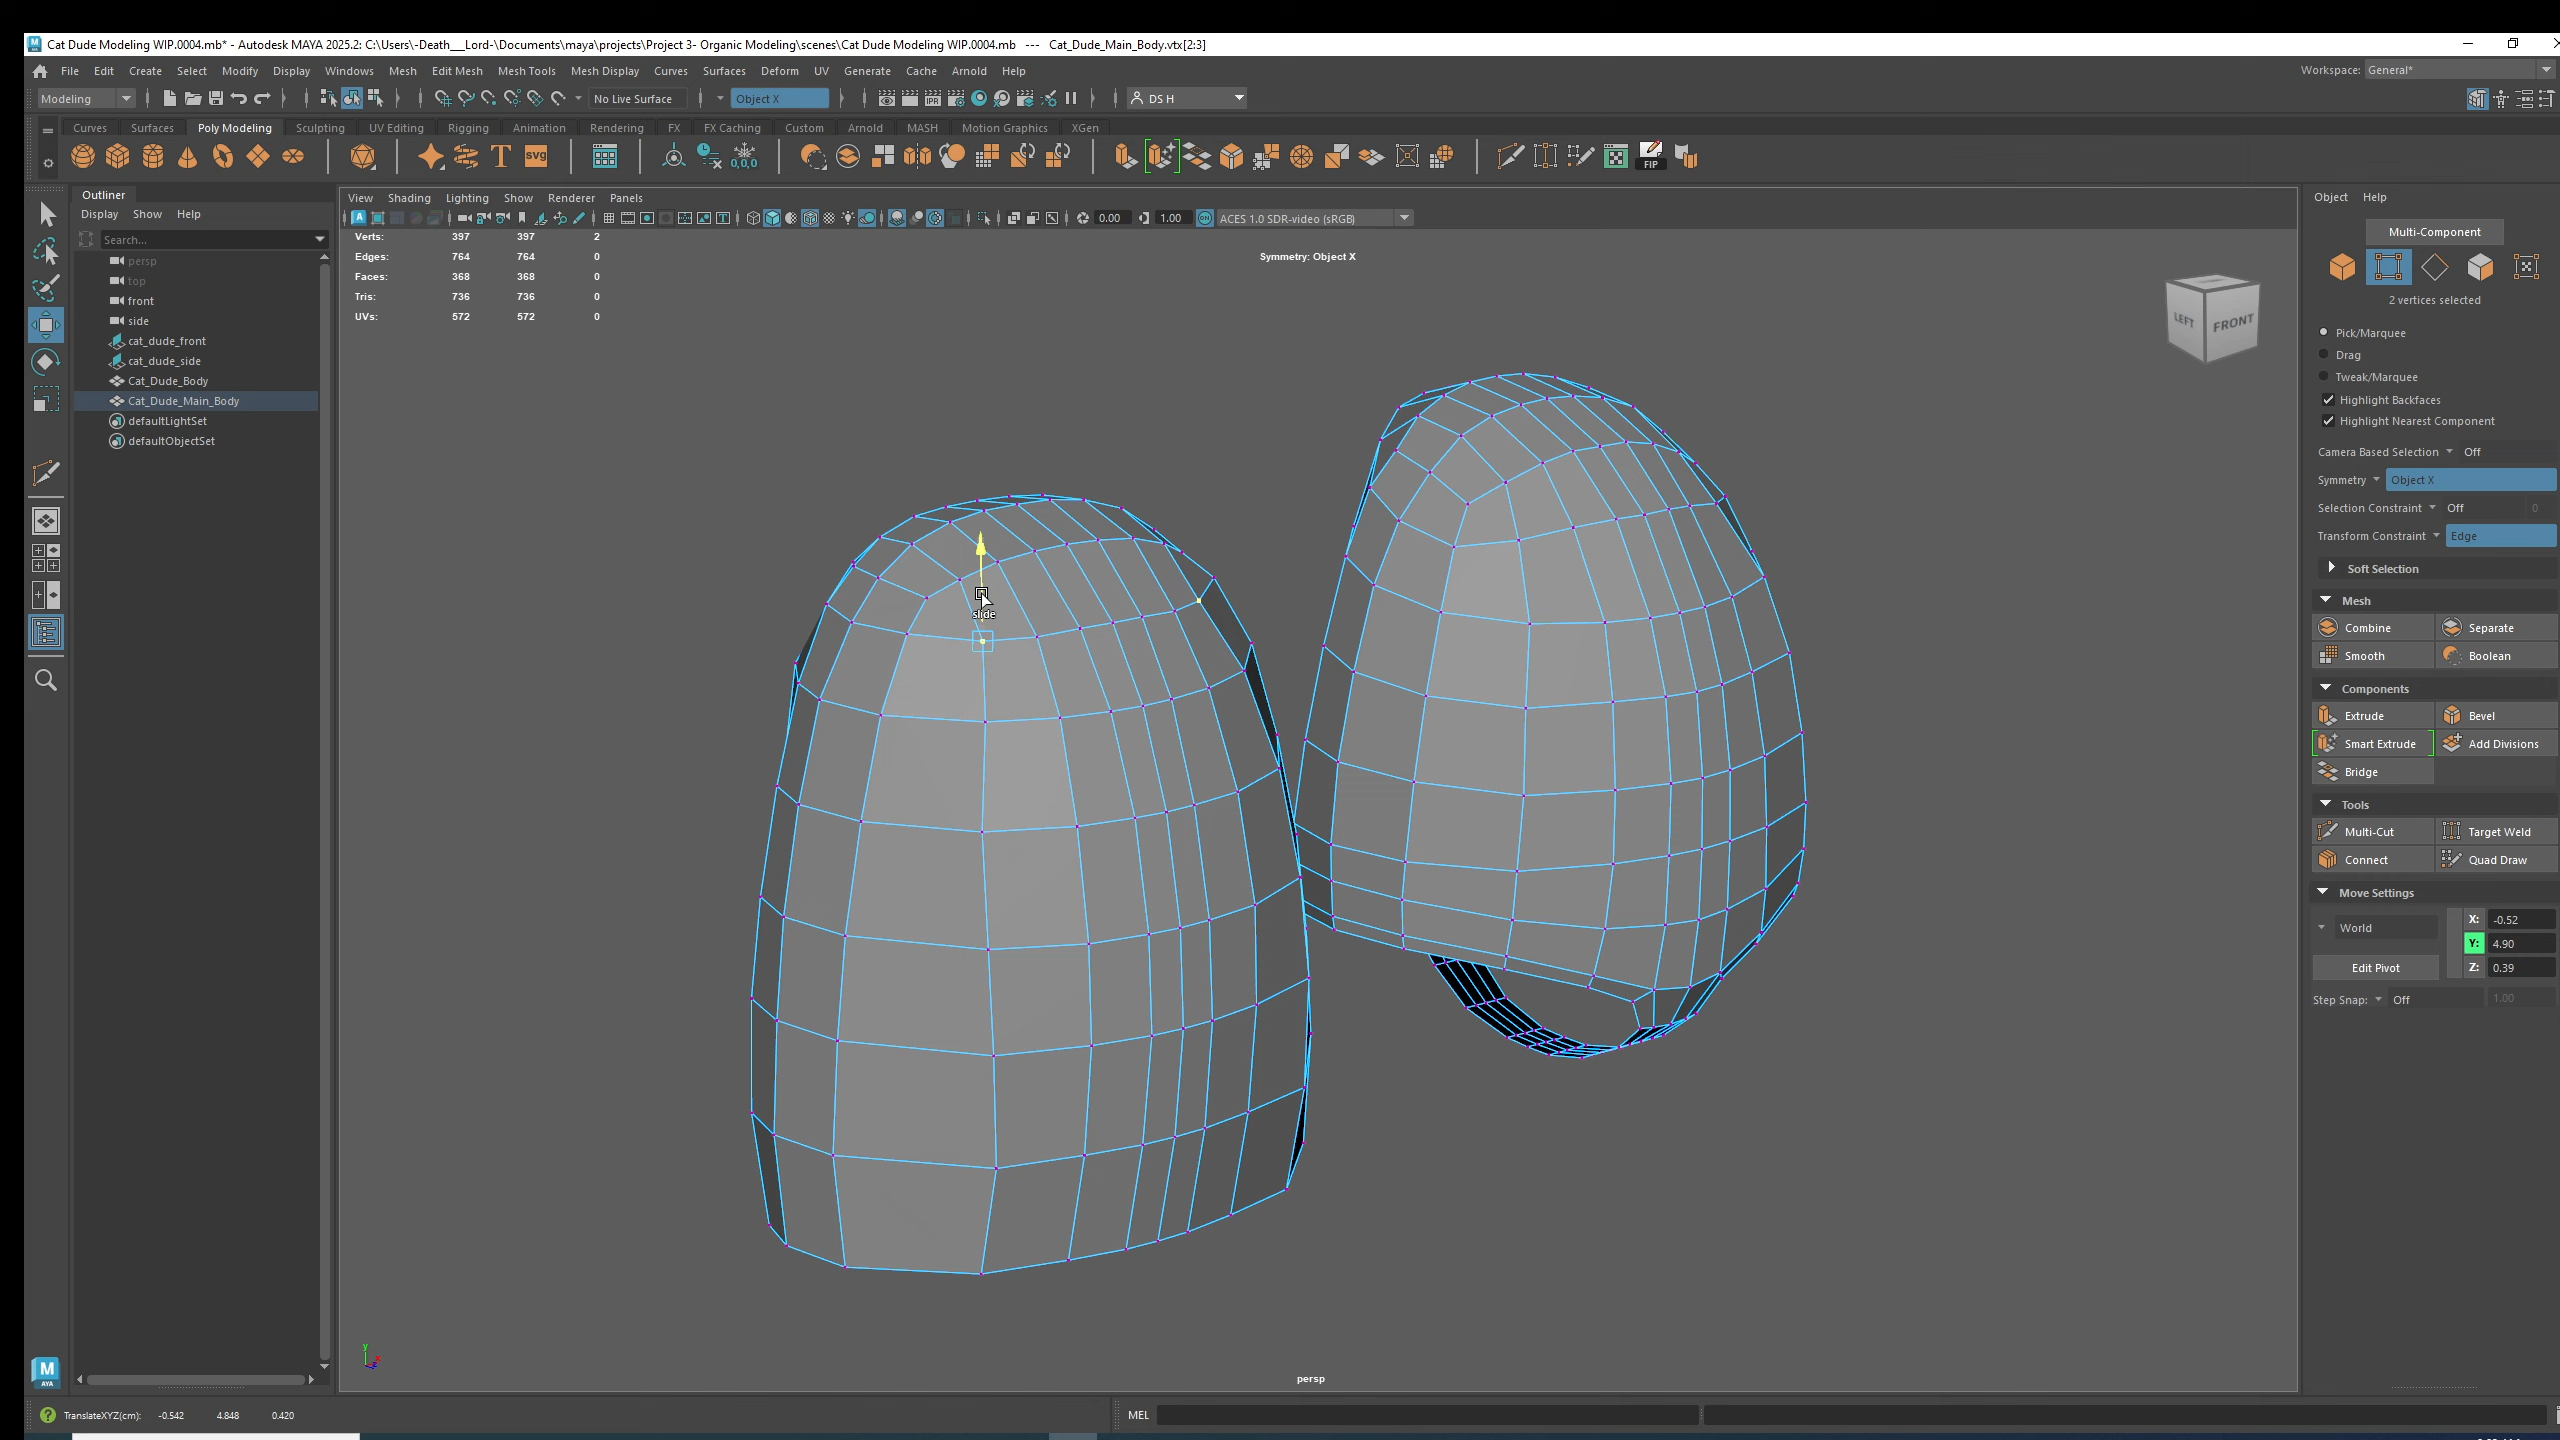 Cat Dude Modeling WIP.0004.mb* - Autodesk MAYA 2025.2: C:\Users\-Death___Lord-\Documents\maya\projects\Project 3- Organic Modeling\scenes\Cat Dude Modeling WIP.0004.mb --- Cat_Dude_Main_Body.vtx[2:3]
File Edit Create Select Modify Display Windows Mesh Edit Mesh Mesh Tools Mesh Display Curves Surfaces Deform UV Generate Cache Arnold Help Workspace: General*
Modeling No Live Surface Object X IPR DS H
Curves Surfaces Poly Modeling Sculpting UV Editing Rigging Animation Rendering FX FX Caching Custom Arnold MASH Motion Graphics XGen
T svg 0,0,0 FIP
Outliner
Display Show Help
Search...
persp
top
front
side
cat_dude_front
cat_dude_side
Cat_Dude_Body
Cat_Dude_Main_Body
defaultLightSet
defaultObjectSet
View Shading Lighting Show Renderer Panels
0.00 1.00 ON ACES 1.0 SDR-video (sRGB)
Verts: 397 397 2
Edges: 764 764 0
Faces: 368 368 0
Tris: 736 736 0
UVs: 572 572 0
Symmetry: Object X
LEFT FRONT
slide
y
persp
Object Help
Multi-Component
2 vertices selected
Pick/Marquee
Drag
Tweak/Marquee
Highlight Backfaces
Highlight Nearest Component
Camera Based Selection Off
Symmetry Object X
Selection Constraint Off 0
Transform Constraint Edge
Soft Selection
Mesh
Combine Separate
Smooth Boolean
Components
Extrude Bevel
Smart Extrude Add Divisions
Bridge
Tools
Multi-Cut Target Weld
Connect Quad Draw
Move Settings
World X: -0.52
Y: 4.90
Edit Pivot Z: 0.39
Step Snap: Off 1.00
M
AYA
TranslateXYZ(cm): -0.542 4.848 0.420
MEL